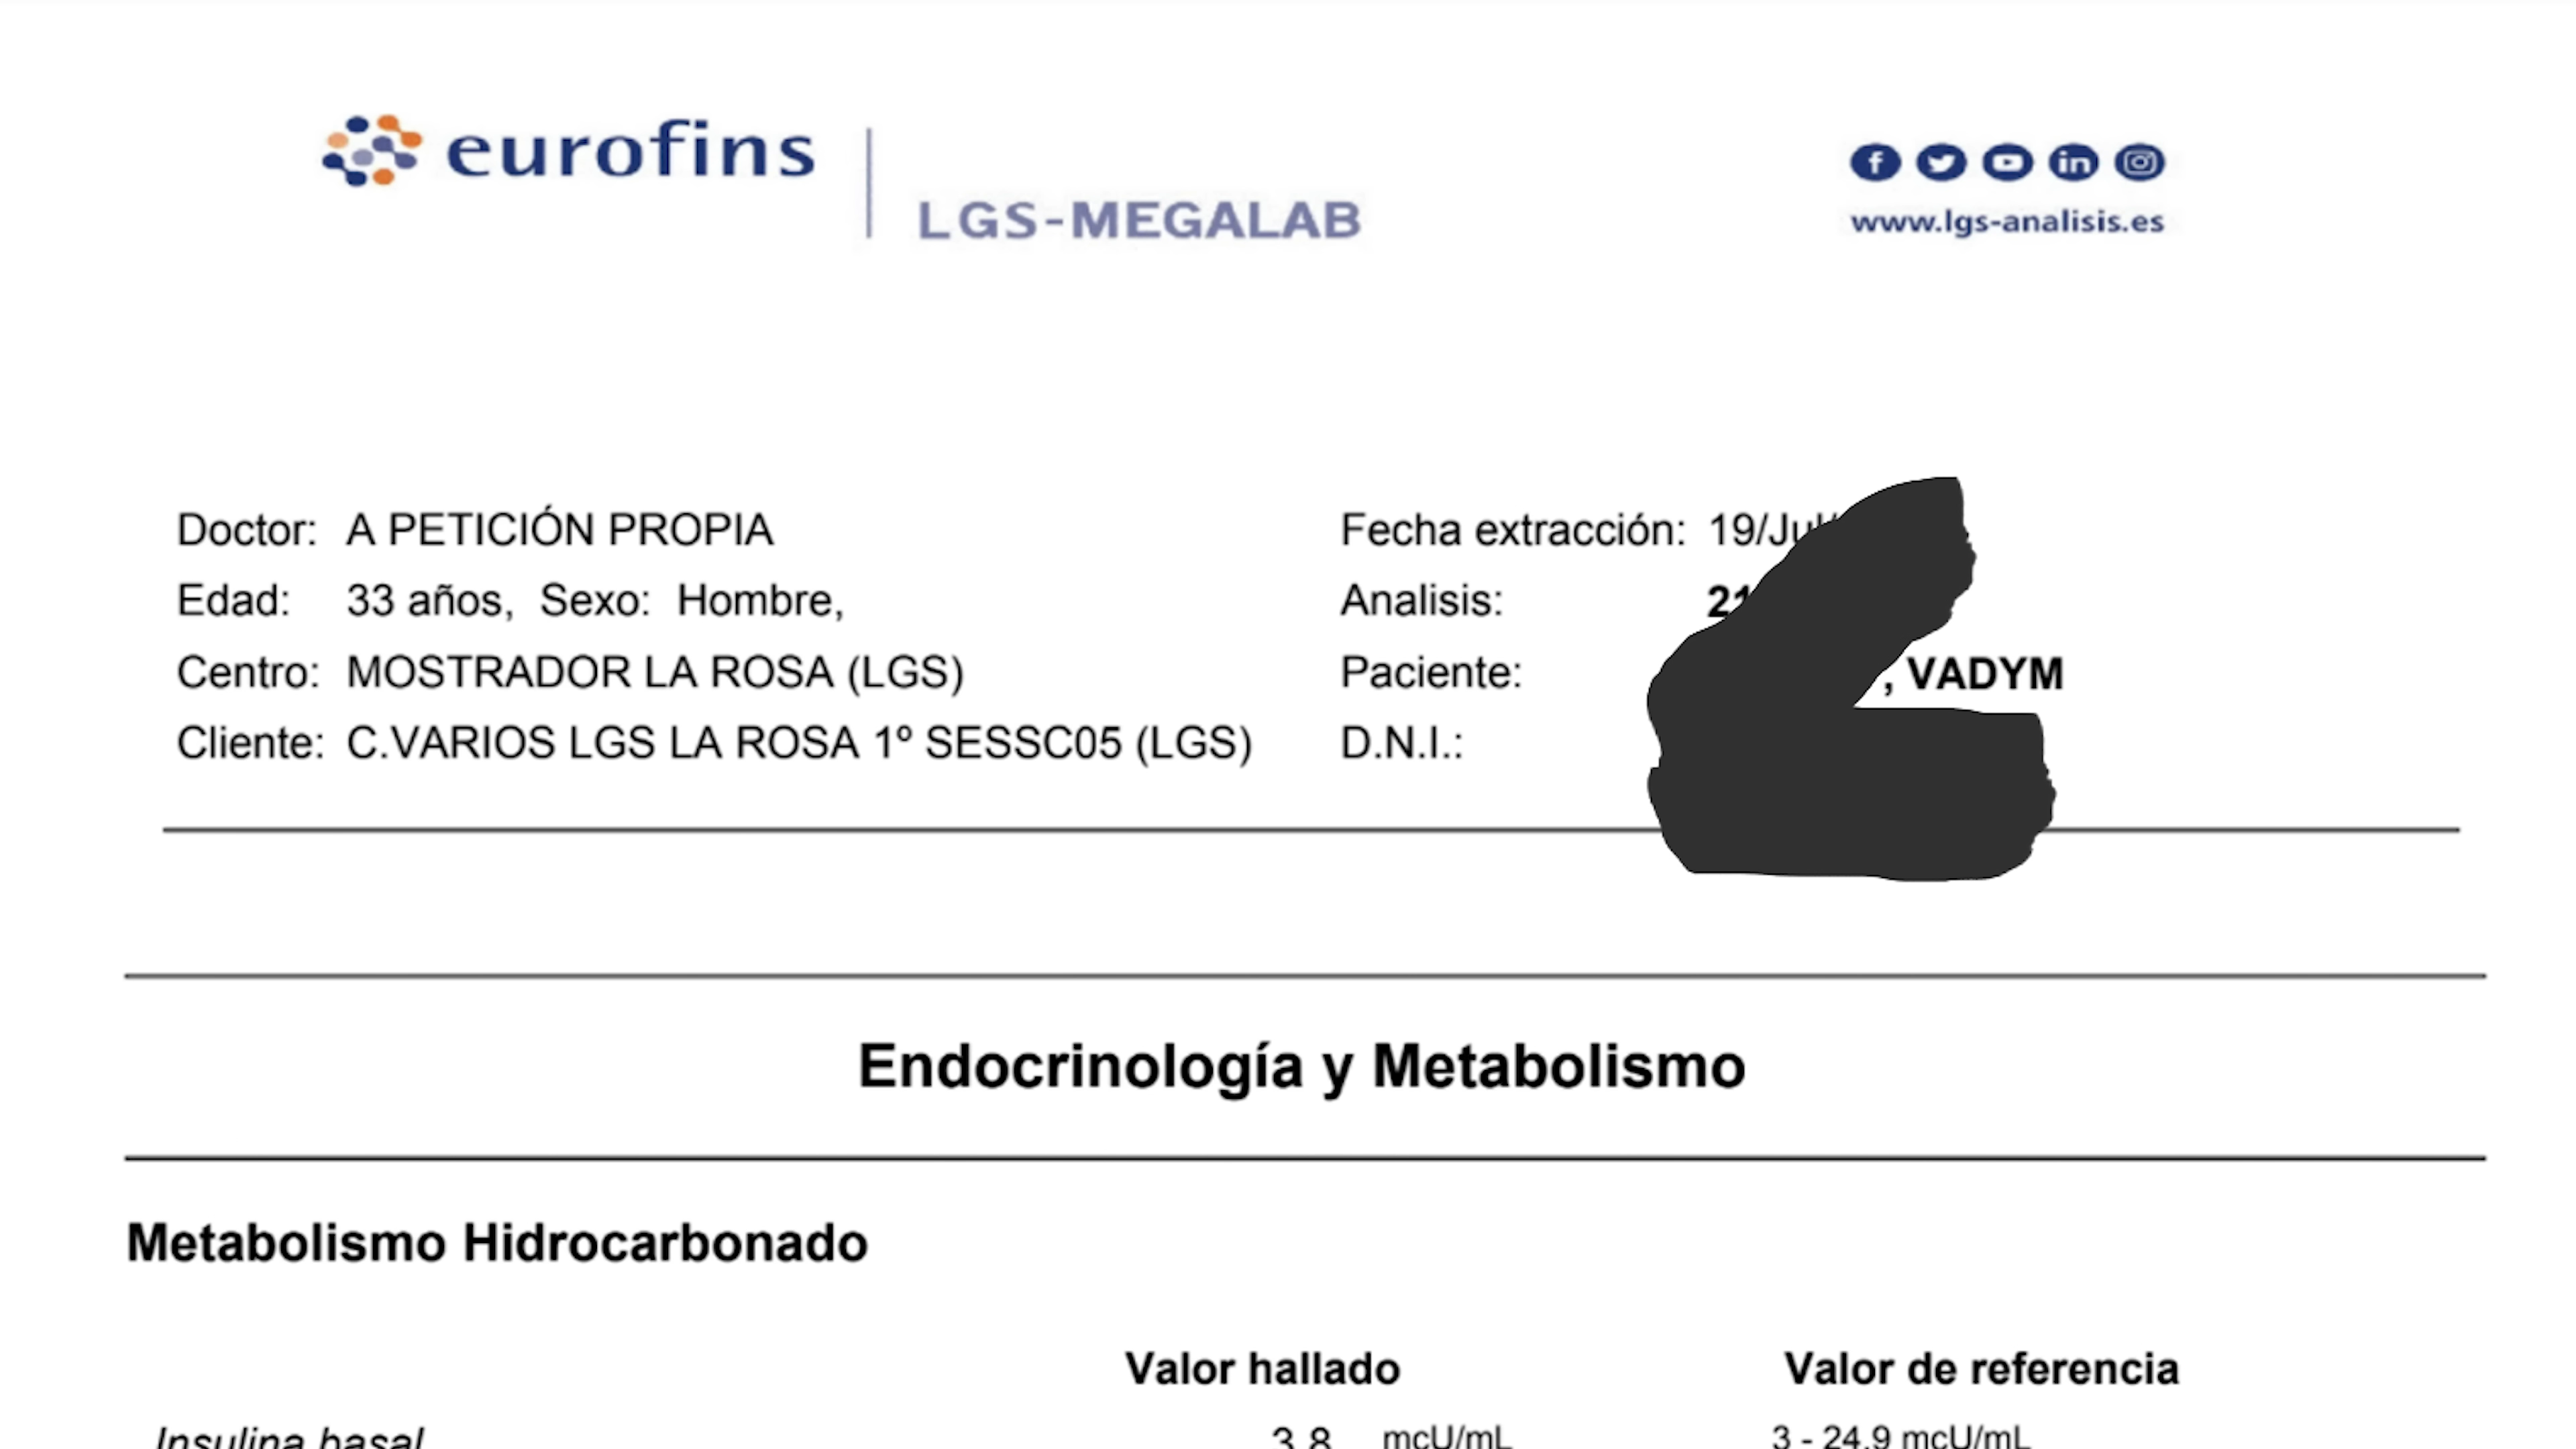 eurofins
LGS-MEGALAB
www.lgs-analisis.es
Doctor: A PETICIÓN PROPIA
Edad: 33 años, Sexo: Hombre,
Centro: MOSTRADOR LA ROSA (LGS)
Cliente: C.VARIOS LGS LA ROSA 1º SESSC05 (LGS)
Fecha extracción: 19/Jul/
Analisis: 21
Paciente: , VADYM
D.N.I.:
Endocrinología y Metabolismo
Metabolismo Hidrocarbonado
Valor hallado Valor de referencia
Insulina basal 3.8 mcU/mL 3 - 24.9 mcU/mL